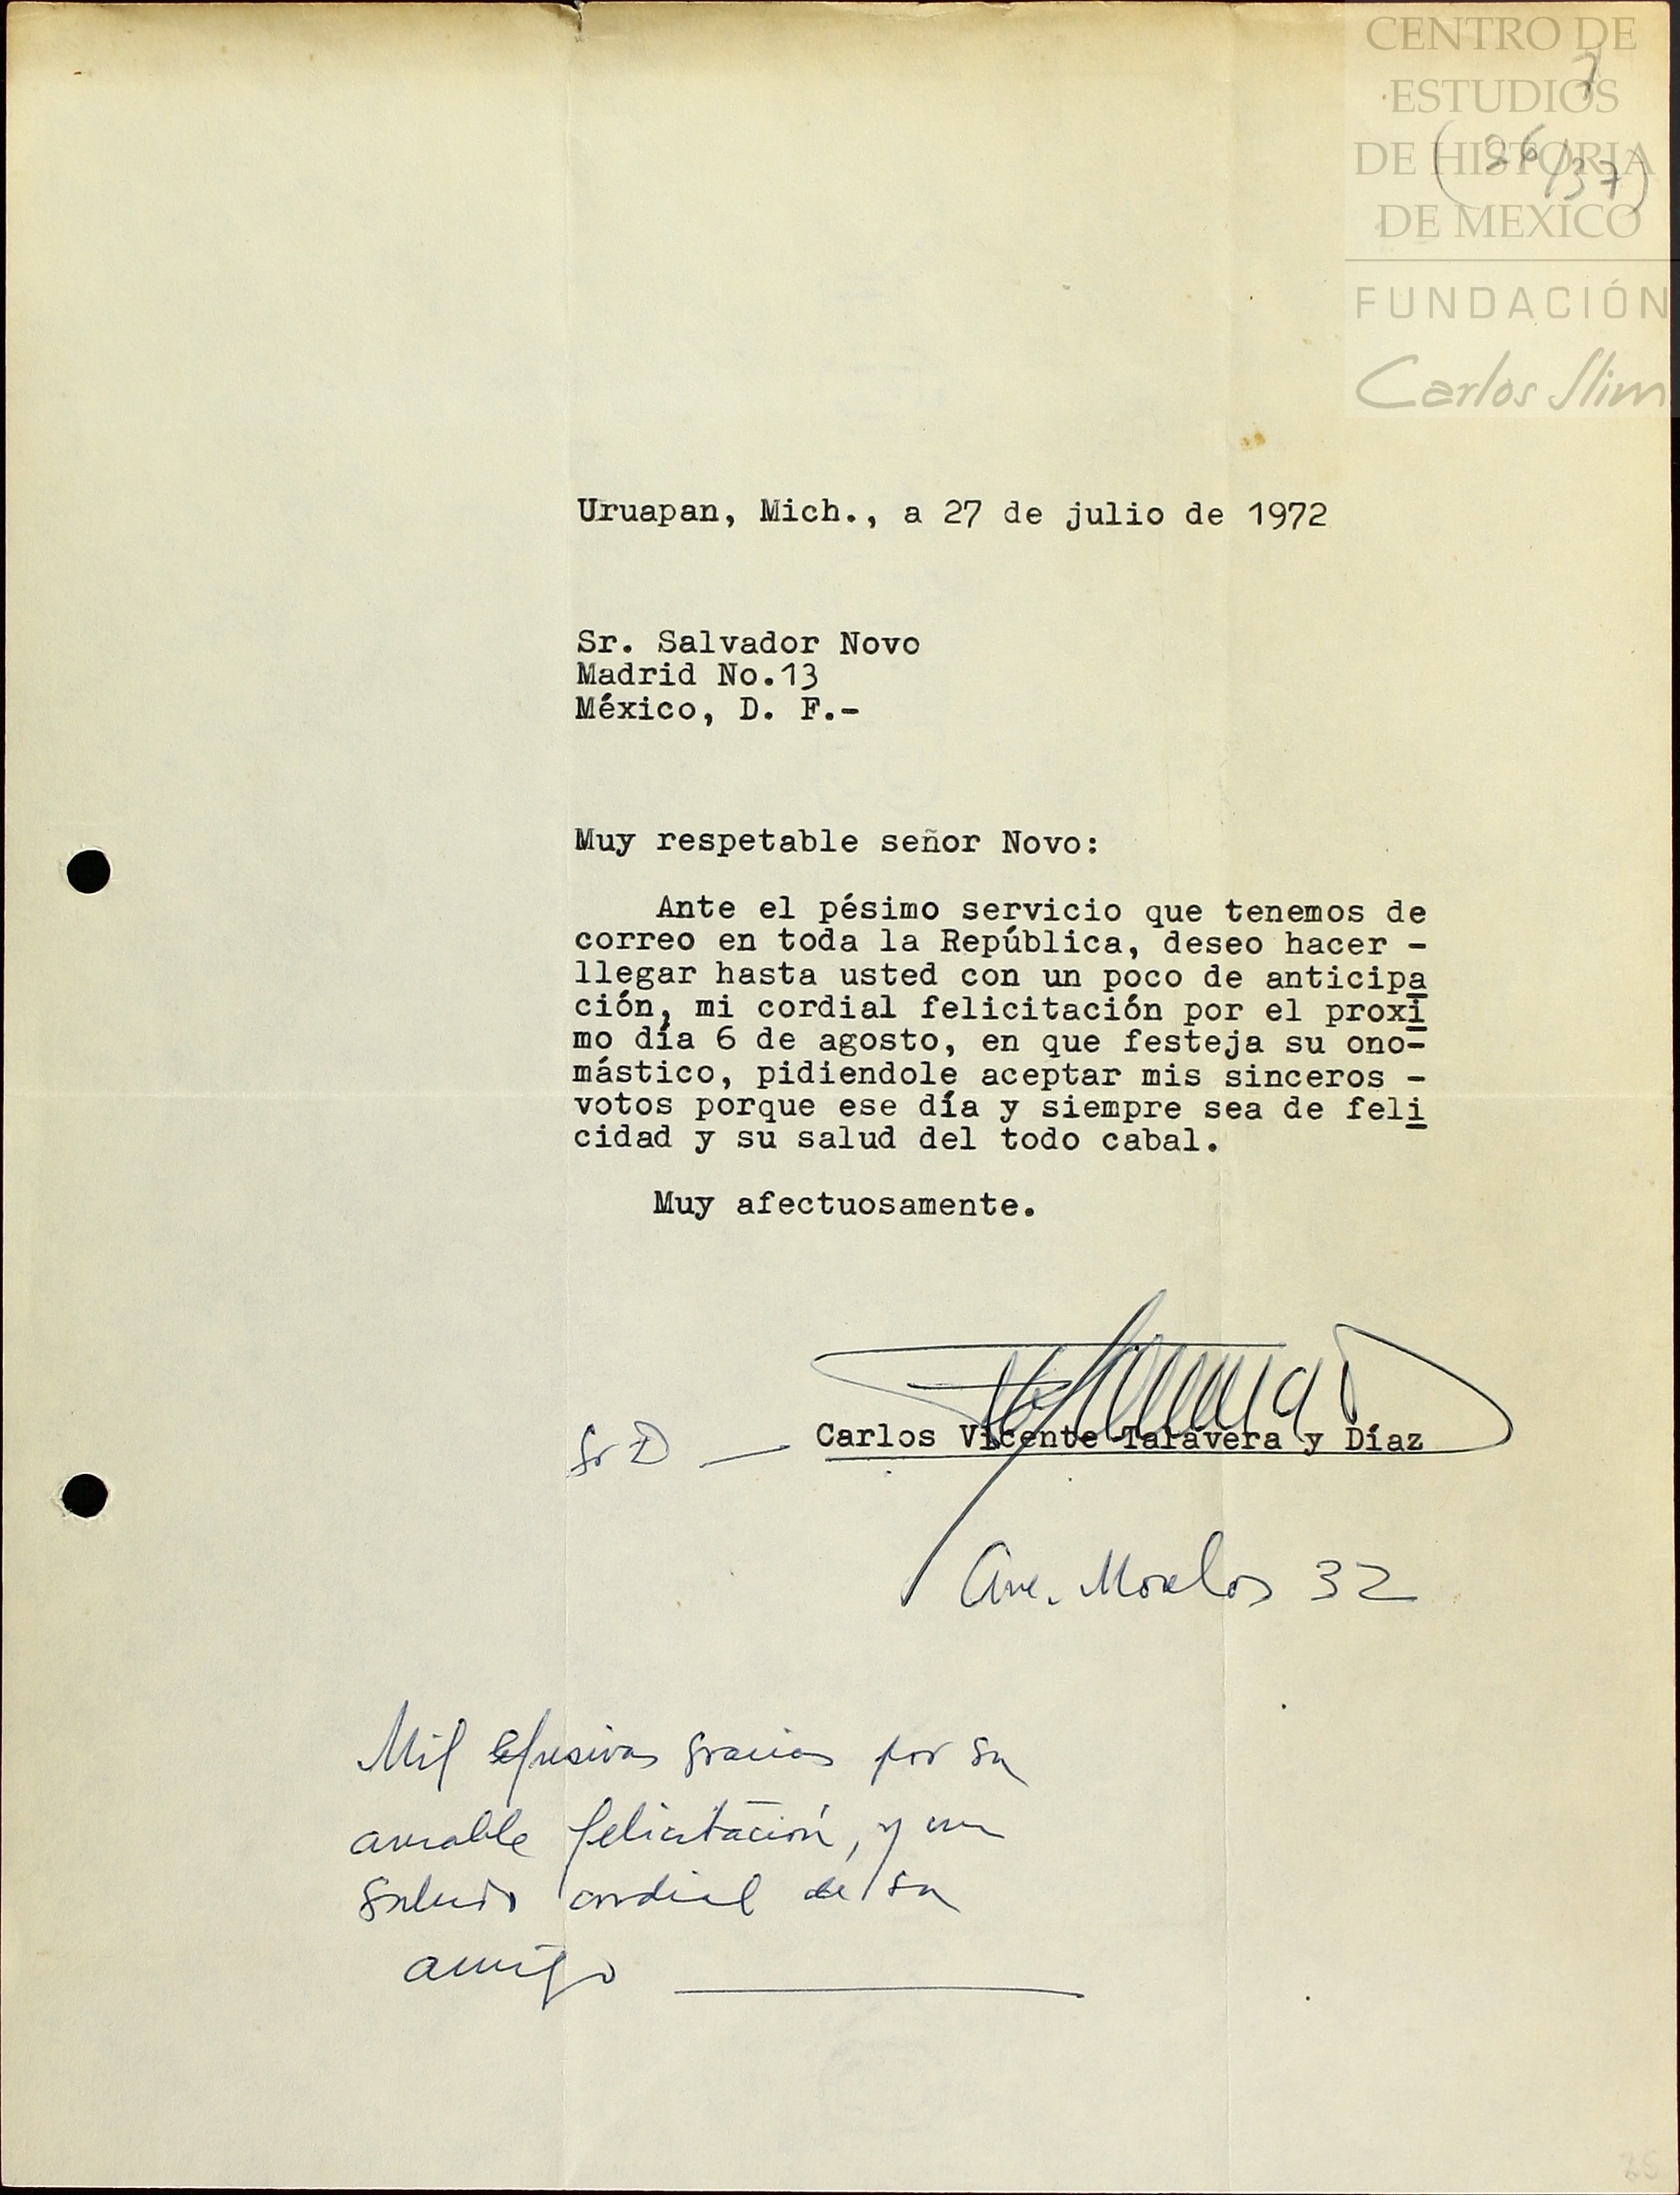 CENTRO DE
ESTUDIOS
DE HISTORIA
DE MEXICO
FUNDACIÓN
Carlos Slim
7
(26/37)
Uruapan, Mich., a 27 de julio de 1972
Sr. Salvador Novo
Madrid No.13
México, D. F.-
Muy respetable señor Novo:
Ante el pésimo servicio que tenemos de
correo en toda la República, deseo hacer -
llegar hasta usted con un poco de anticipa
ción, mi cordial felicitación por el proxi
mo día 6 de agosto, en que festeja su ono-
mástico, pidiendole aceptar mis sinceros -
votos porque ese día y siempre sea de feli
cidad y su salud del todo cabal.
Muy afectuosamente.
Sr D — Carlos Vicente Talavera y Díaz
Ave. Morelos 32
Mil efusivas gracias por su
amable felicitación, y un
saludo cordial de su
amigo